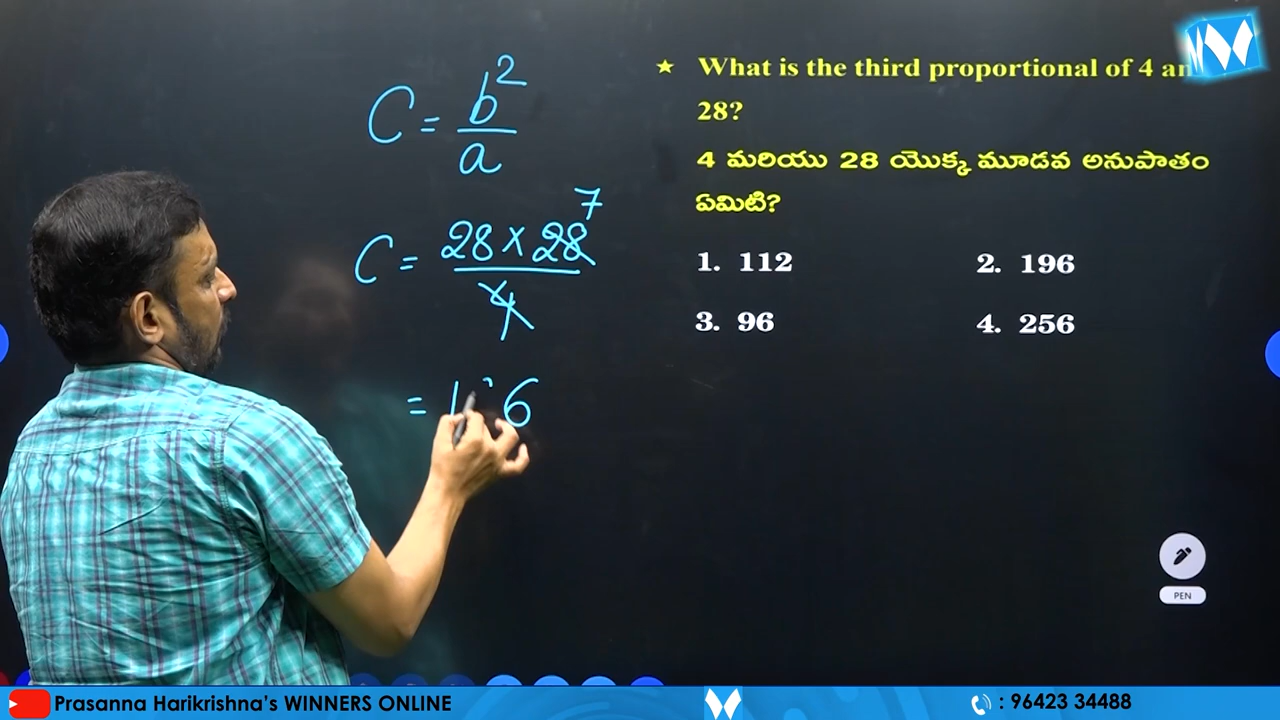 C = b²/a
C = 28 × 28 7
4
= 1 6
★ What is the third proportional of 4
28?
4 మరియు 28 యొక్క మూడవ అనుపాతం
ఏమిటి?
1. 112 2. 196
3. 96 4. 256
PEN
Prasanna Harikrishna's WINNERS ONLINE
: 96423 34488